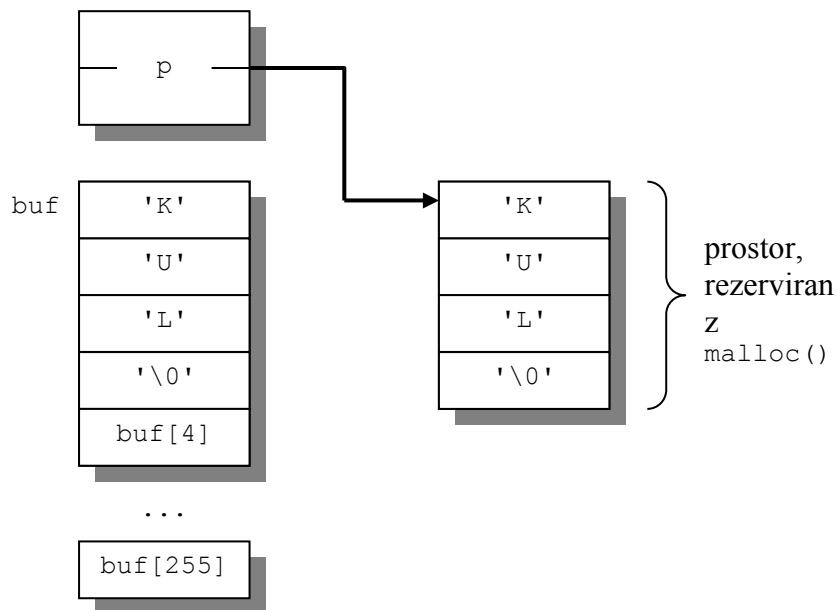 p
buf
'K'
'U'
'L'
'\0'
buf[4]
...
buf[255]
'K'
'U'
'L'
'\0'
prostor,
rezerviran
z
malloc()